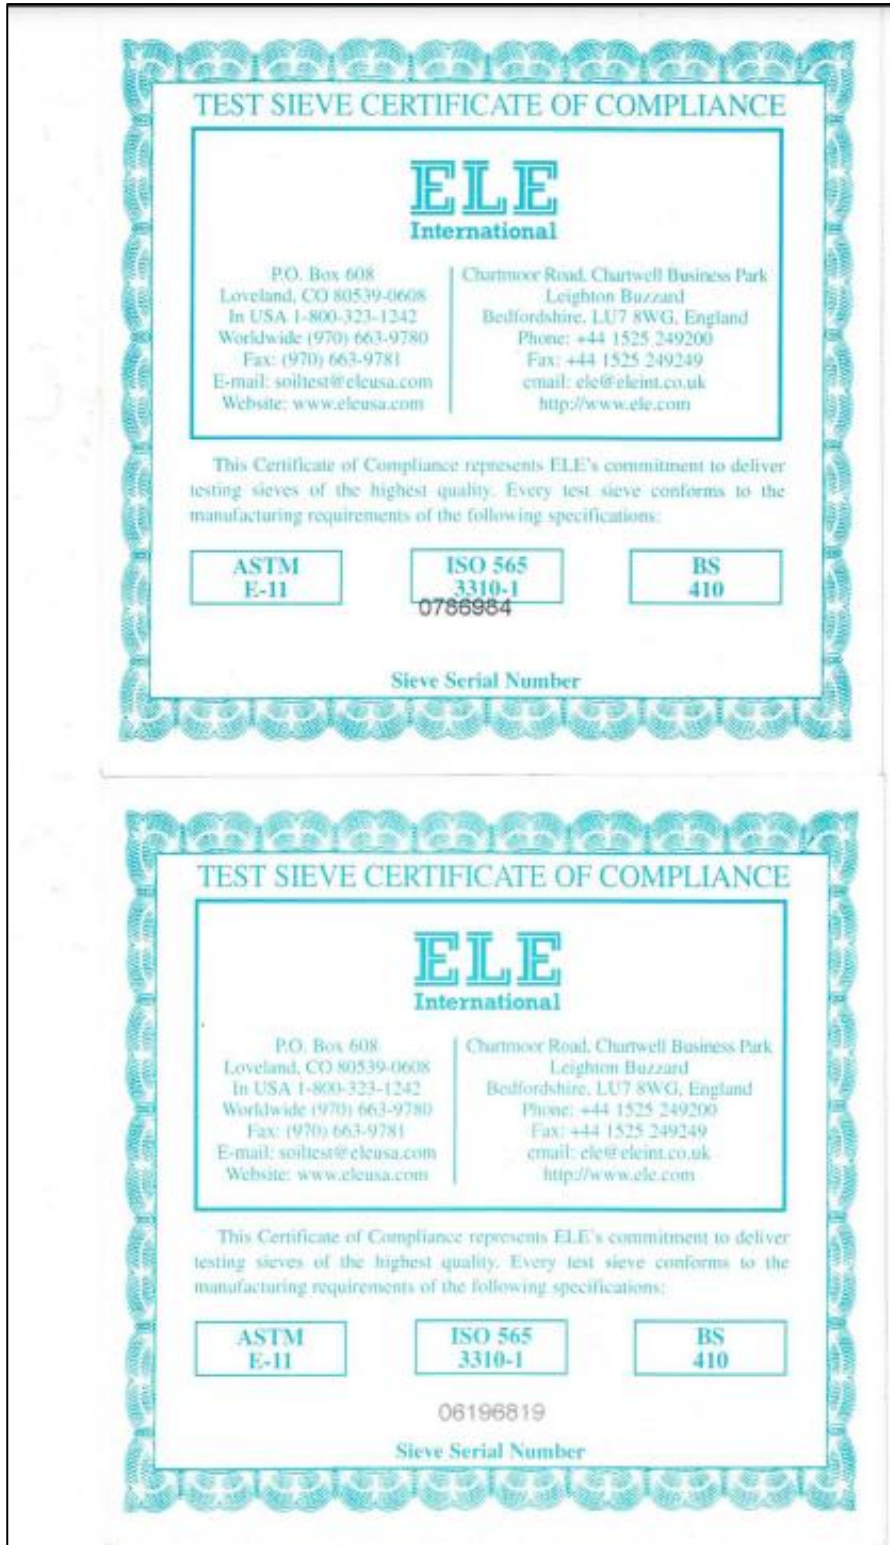 TEST SIEVE CERTIFICATE OF COMPLIANCE
ELE
International
P.O. Box 608
Loveland, CO 80539-0608
In USA 1-800-323-1242
Worldwide (970) 663-9780
Fax: (970) 663-9781
E-mail: soiltest@eleusa.com
Website: www.eleusa.com
Chartmoor Road, Chartwell Business Park
Leighton Buzzard
Bedfordshire, LU7 8WG, England
Phone: +44 1525 249200
Fax: +44 1525 249249
email: ele@eleint.co.uk
http://www.ele.com
This Certificate of Compliance represents ELE's commitment to deliver
testing sieves of the highest quality. Every test sieve conforms to the
manufacturing requirements of the following specifications:
ASTM
E-11
ISO 565
3310-1
BS
410
0786984
Sieve Serial Number
TEST SIEVE CERTIFICATE OF COMPLIANCE
ELE
International
P.O. Box 608
Loveland, CO 80539-0608
In USA 1-800-323-1242
Worldwide (970) 663-9780
Fax: (970) 663-9781
E-mail: soiltest@eleusa.com
Website: www.eleusa.com
Chartmoor Road, Chartwell Business Park
Leighton Buzzard
Bedfordshire, LU7 8WG, England
Phone: +44 1525 249200
Fax: +44 1525 249249
email: ele@eleint.co.uk
http://www.ele.com
This Certificate of Compliance represents ELE's commitment to deliver
testing sieves of the highest quality. Every test sieve conforms to the
manufacturing requirements of the following specifications:
ASTM
E-11
ISO 565
3310-1
BS
410
06196819
Sieve Serial Number